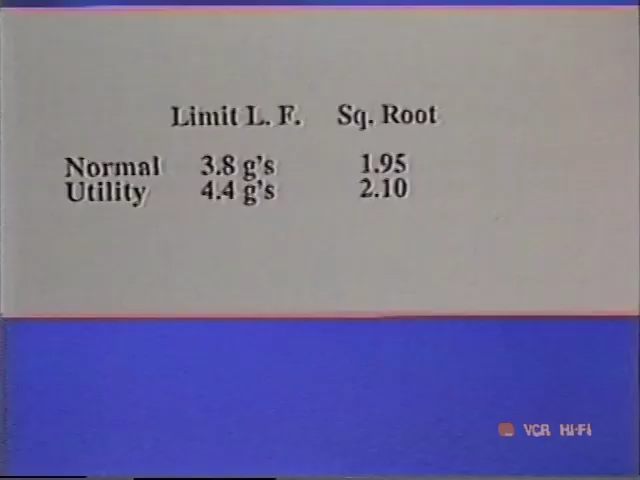 Limit L. F. Sq. Root
Normal 3.8 g's 1.95
Utility 4.4 g's 2.10
VCR HI-FI